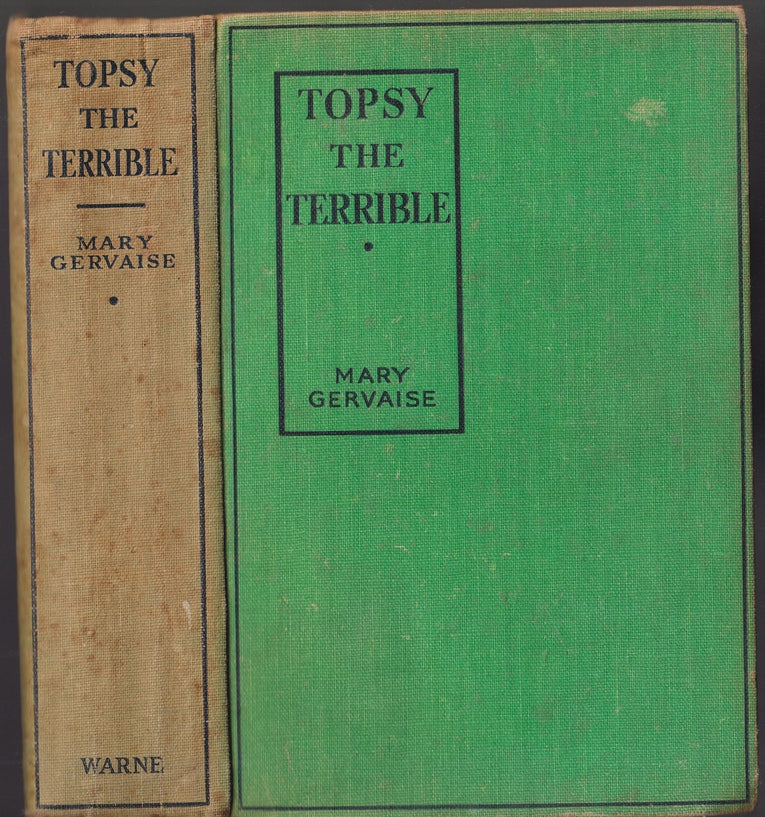 TOPSY
THE
TERRIBLE
MARY
GERVAISE
WARNE
TOPSY
THE
TERRIBLE
MARY
GERVAISE